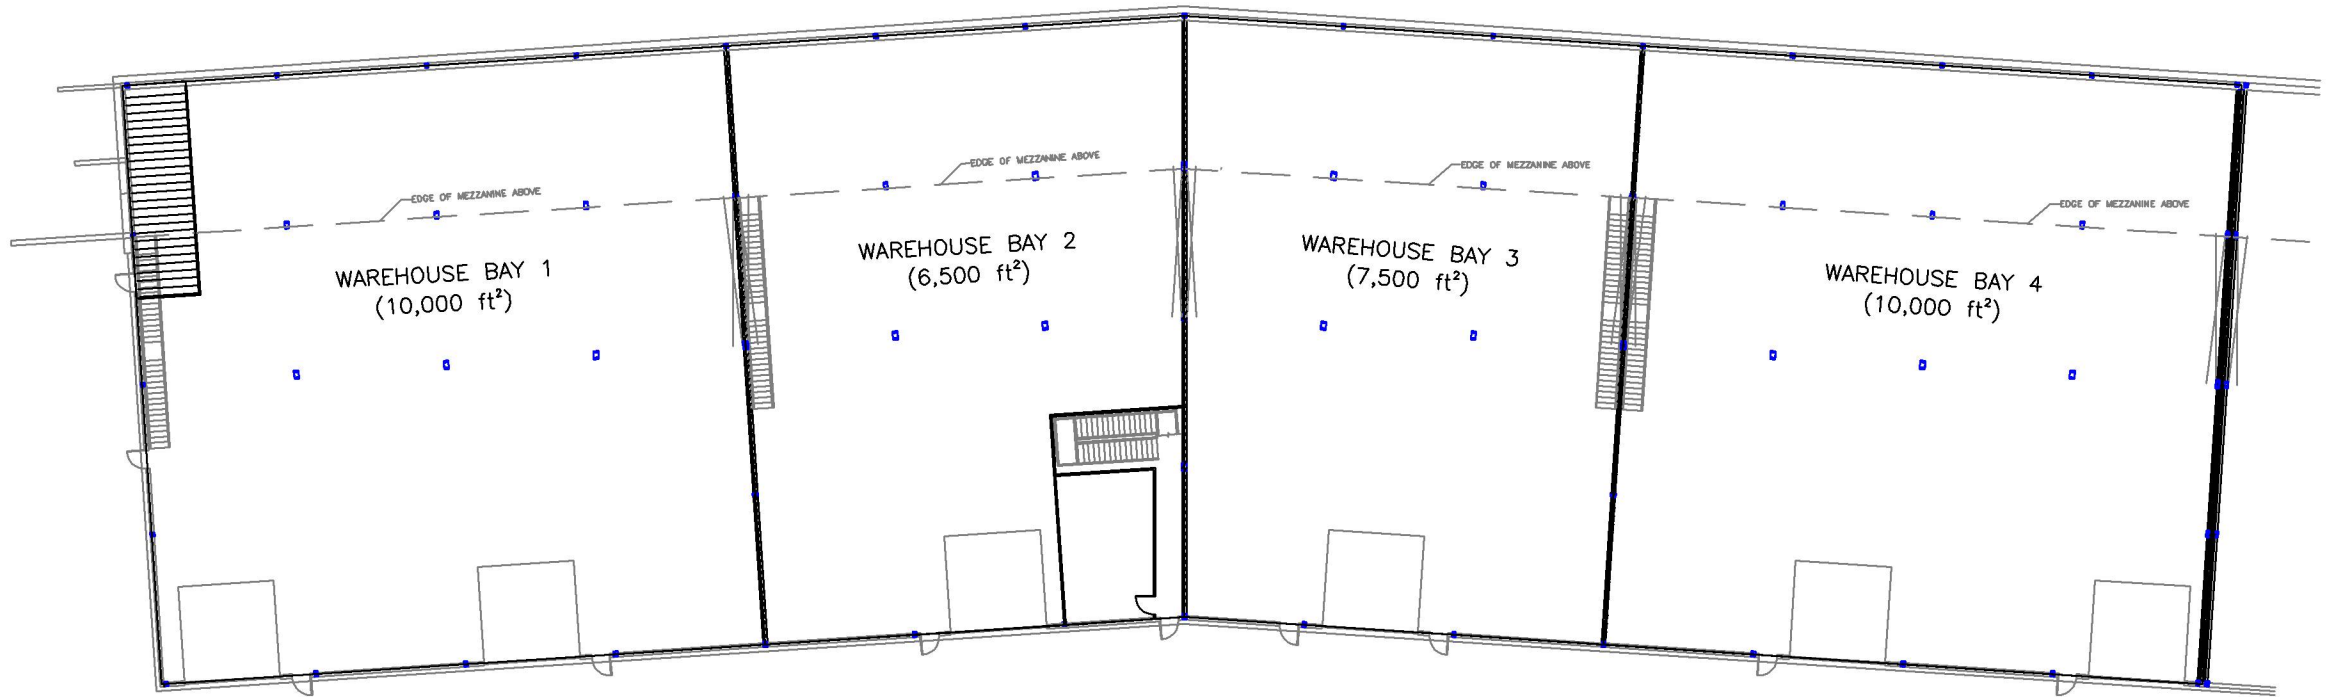 EDGE OF MEZZANINE ABOVE
EDGE OF MEZZANINE ABOVE
EDGE OF MEZZANINE ABOVE
EDGE OF MEZZANINE ABOVE
WAREHOUSE BAY 1
(10,000 ft²)
WAREHOUSE BAY 2
(6,500 ft²)
WAREHOUSE BAY 3
(7,500 ft²)
WAREHOUSE BAY 4
(10,000 ft²)